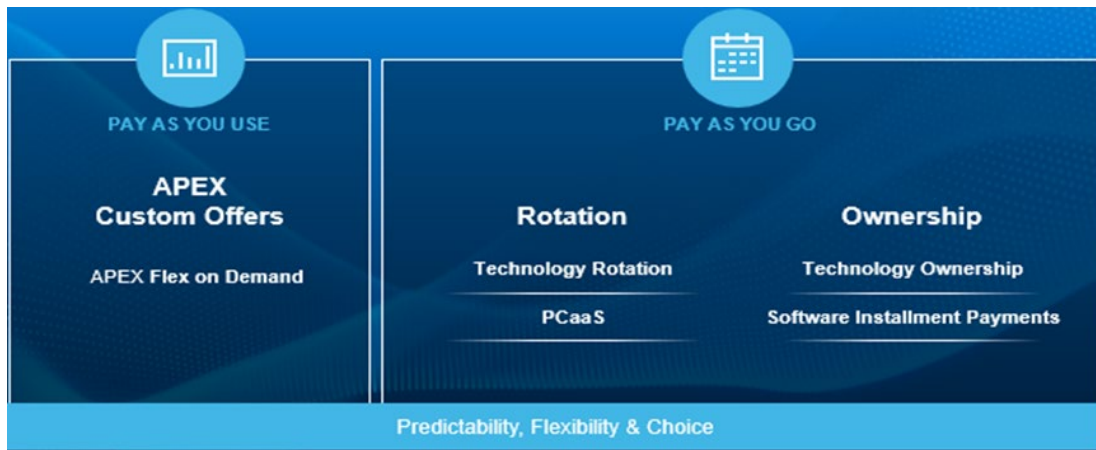 PAY AS YOU USE
APEX
Custom Offers
APEX Flex on Demand
PAY AS YOU GO
Rotation
Technology Rotation
PCaaS
Ownership
Technology Ownership
Software Installment Payments
Predictability, Flexibility & Choice